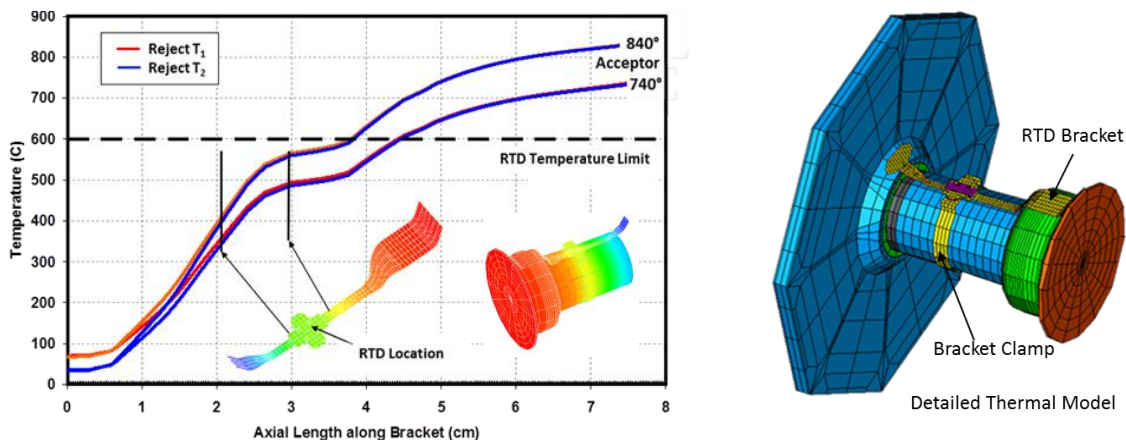 900
800
700
600
500
400
300
200
100
0
Temperature (C)
Reject T₁
Reject T₂
840°
Acceptor
740°
RTD Temperature Limit
RTD Location
0 1 2 3 4 5 6 7 8
Axial Length along Bracket (cm)
RTD Bracket
Bracket Clamp
Detailed Thermal Model